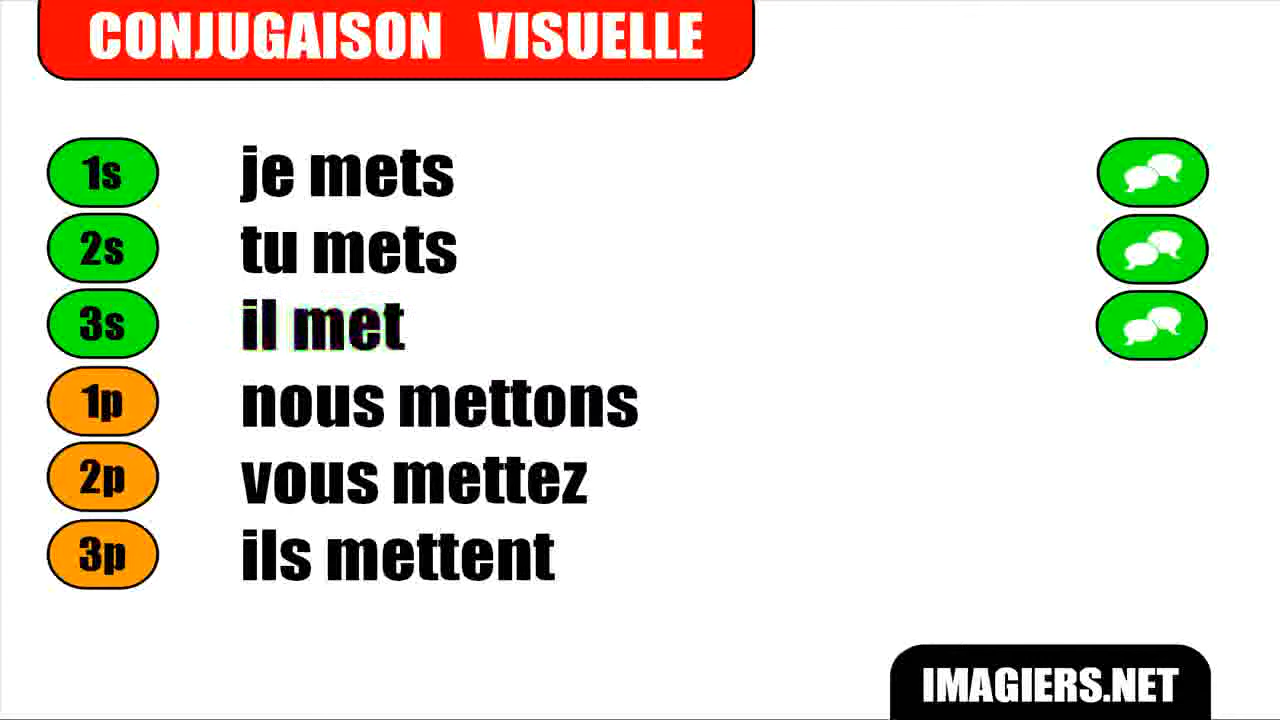 CONJUGAISON VISUELLE
1s je mets
2s tu mets
3s il met
1p nous mettons
2p vous mettez
3p ils mettent
IMAGIERS.NET